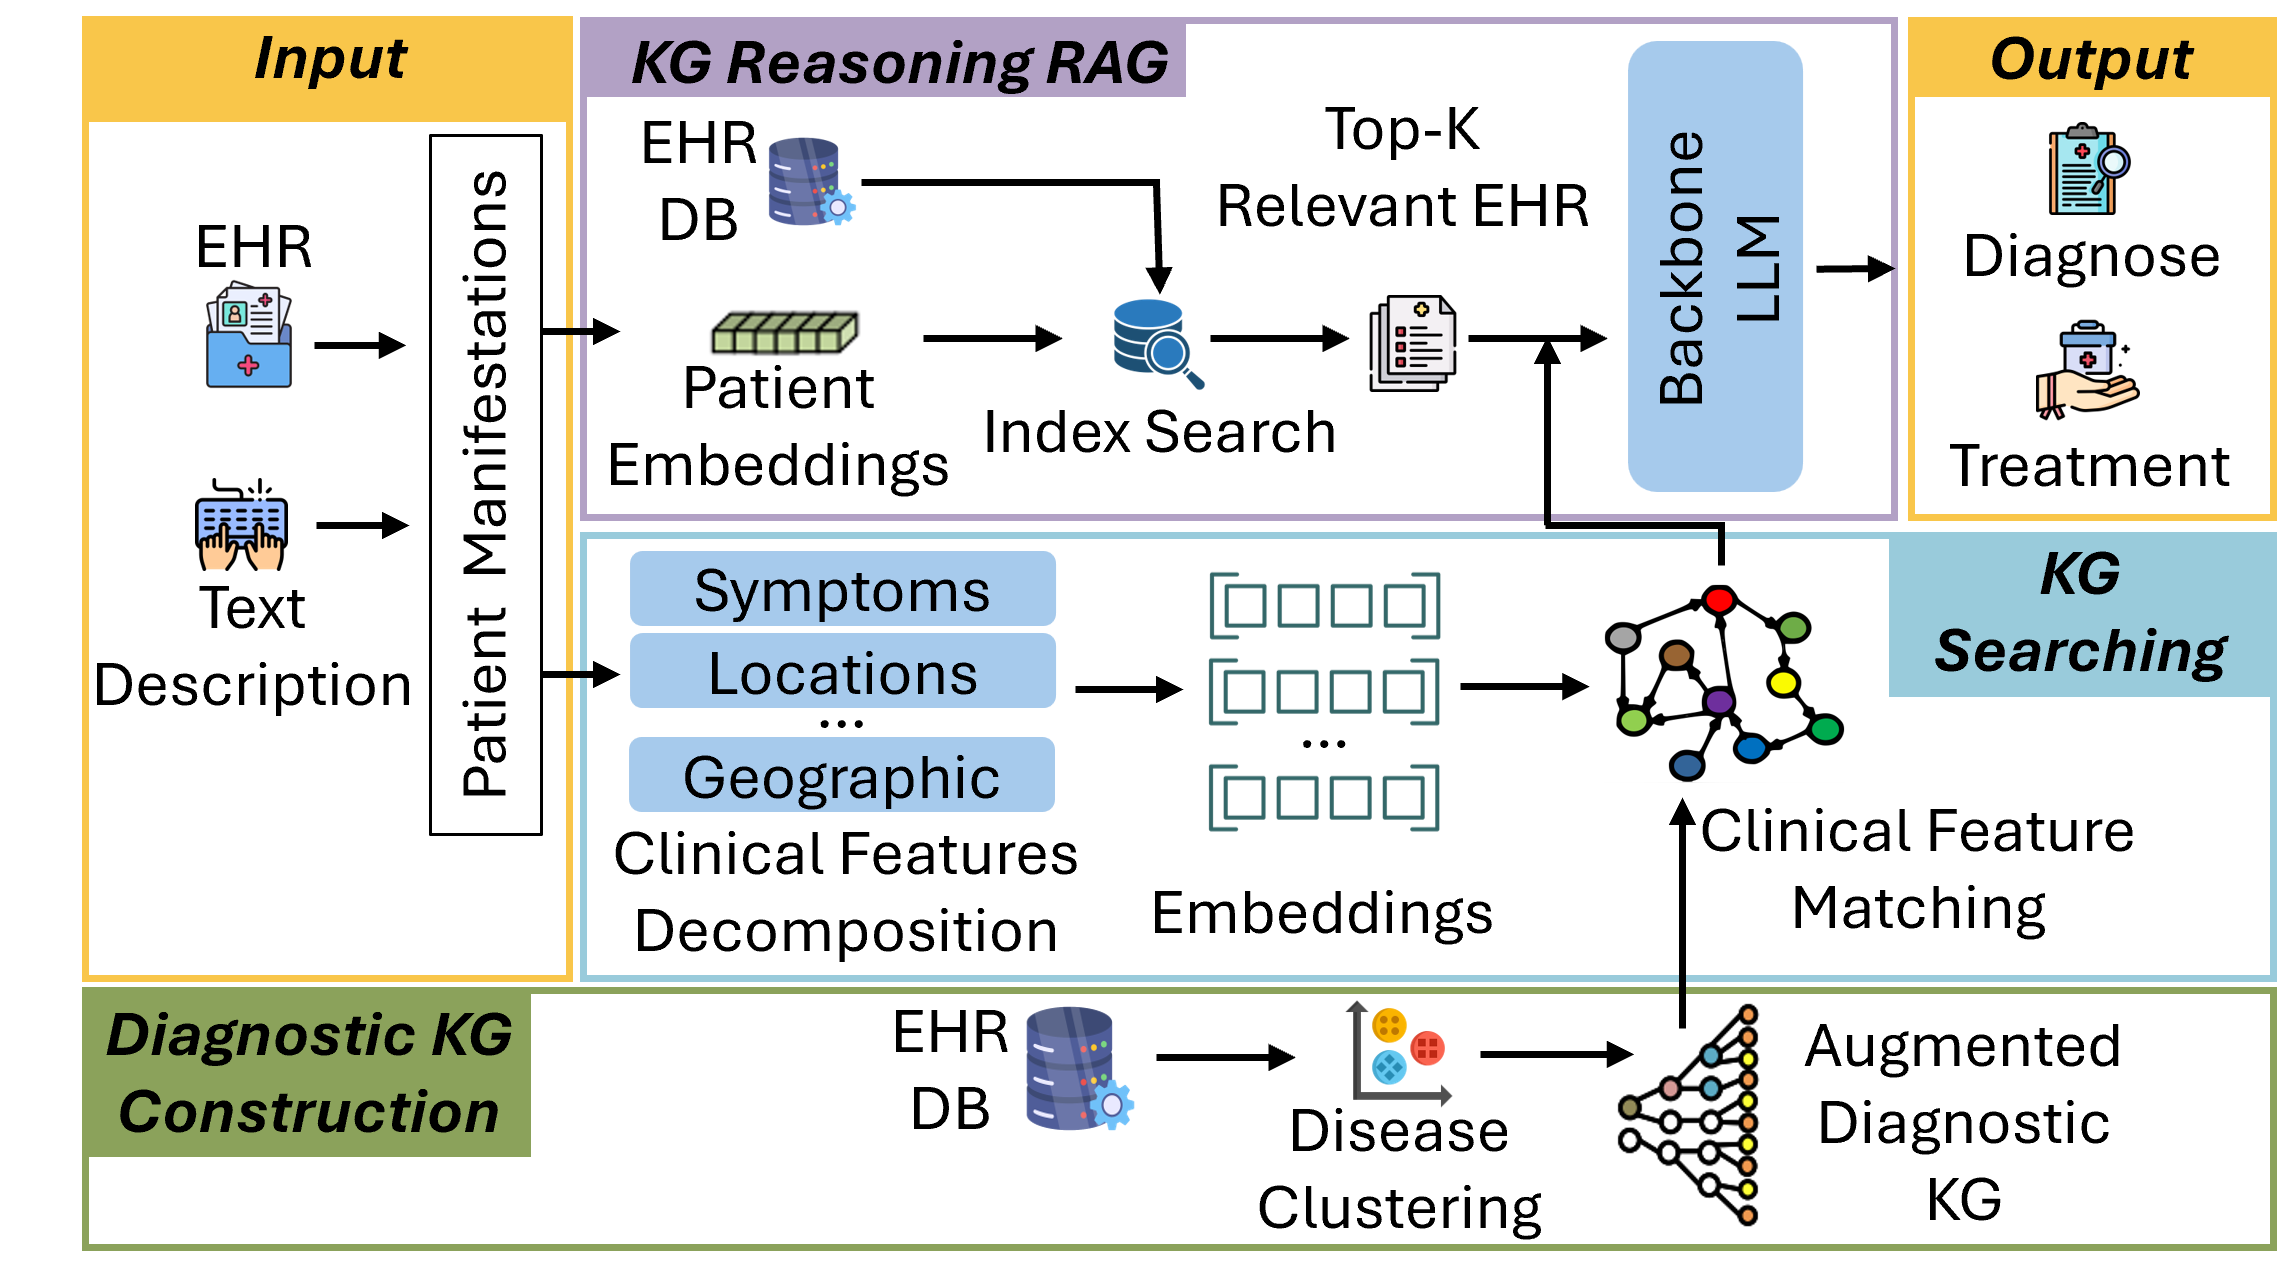 Input
EHR
Text
Description
Patient Manifestations
KG Reasoning RAG
EHR
DB
Patient
Embeddings
Index Search
Top-K
Relevant EHR
Backbone
LLM
Output
Diagnose
Treatment
KG
Searching
Symptoms
Locations
...
Geographic
Clinical Features
Decomposition
...
Embeddings
Clinical Feature
Matching
Diagnostic KG
Construction
EHR
DB
Disease
Clustering
Augmented
Diagnostic
KG